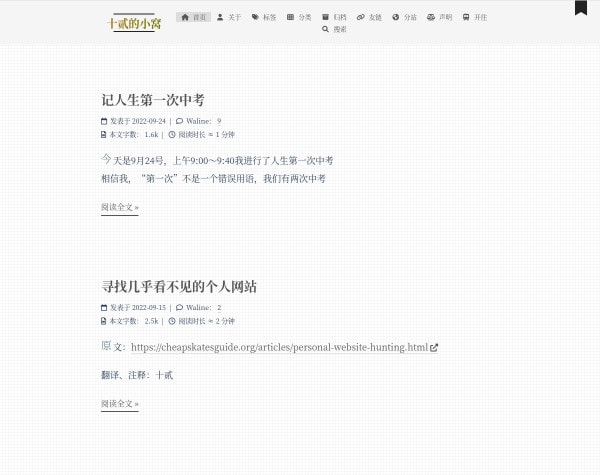 十贰的小窝
首页 关于 标签 分类 归档 友链 分站 声明 开往
搜索
记人生第一次中考
发表于 2022-09-24 | Waline: 9
本文字数: 1.6k | 阅读时长 ≈ 1 分钟
今天是9月24号，上午9:00～9:40我进行了人生第一次中考
相信我，“第一次”不是一个错误用语，我们有两次中考
阅读全文 »
寻找几乎看不见的个人网站
发表于 2022-09-15 | Waline: 2
本文字数: 2.5k | 阅读时长 ≈ 2 分钟
原文：https://cheapskatesguide.org/articles/personal-website-hunting.html
翻译、注释：十贰
阅读全文 »